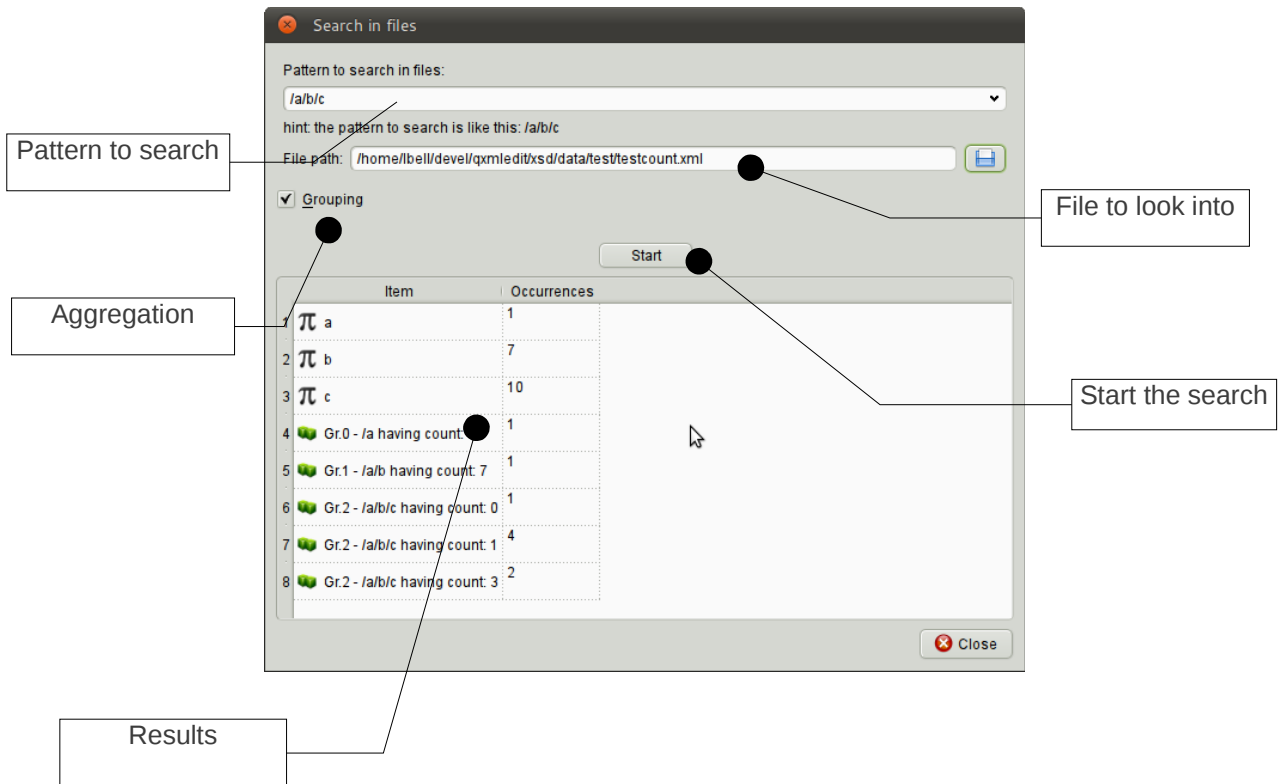 Search in files
Pattern to search in files:
/a/b/c
hint: the pattern to search is like this: /a/b/c
Pattern to search
File path: /home/lbell/devel/qxmledit/xsd/data/test/testcount.xml
Grouping
File to look into
Start
Item Occurrences
Aggregation
1 a 1
2 π b 7
3 π c 10
Start the search
4 Gr.0 - /a having count: 1
5 Gr.1 - /a/b having count: 7 1
6 Gr.2 - /a/b/c having count: 0 1
7 Gr.2 - /a/b/c having count: 1 4
8 Gr.2 - /a/b/c having count: 3 2
Close
Results